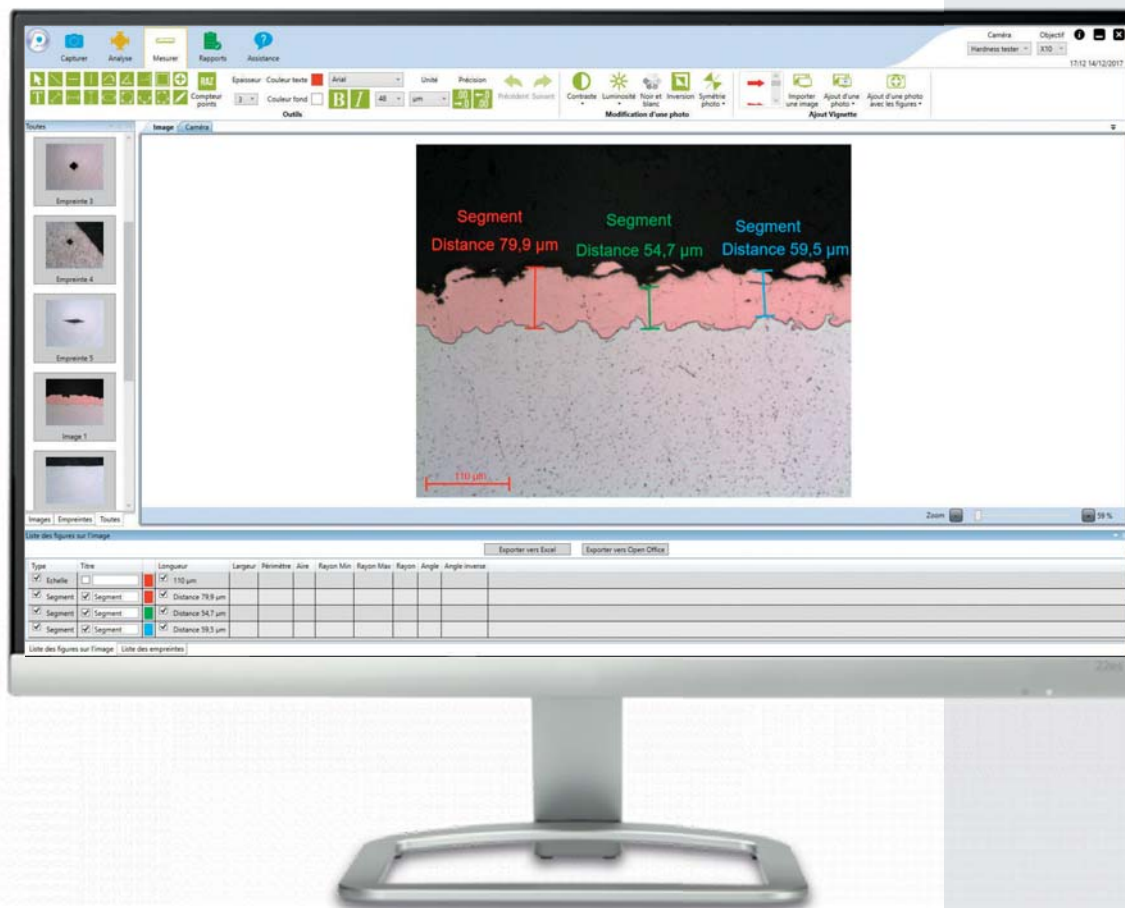 Caméra Objectif
Hardness tester X10
17:12 14/12/2017
Capturer Analyse Mesurer Rapports Assistance
T RAZ Compteur points
Epaisseur Couleur texte Arial Unité Précision
3 Couleur fond B I 48 µm ,00 →,0 ←,0 ,00
Outils
Précédent Suivant
Contraste Luminosité Noir et blanc Inversion Symétrie photo
Modification d'une photo
Importer une image Ajout d'une photo Ajout d'une photo avec les figures
Ajout Vignette
Toutes
Image Caméra
Empreinte 3
Empreinte 4
Empreinte 5
Image 1
Images Empreintes Toutes
Segment
Distance 79,9 µm
Segment
Distance 54,7 µm
Segment
Distance 59,5 µm
110 µm
Zoom 59 %
Liste des figures sur l'image
Exporter vers Excel Exporter vers Open Office
Type Titre Longueur Largeur Périmètre Aire Rayon Min Rayon Max Rayon Angle Angle inverse
Echelle 110 µm
Segment Segment Distance 79,9 µm
Segment Segment Distance 54,7 µm
Segment Segment Distance 59,5 µm
Liste des figures sur l'image Liste des empreintes
22es